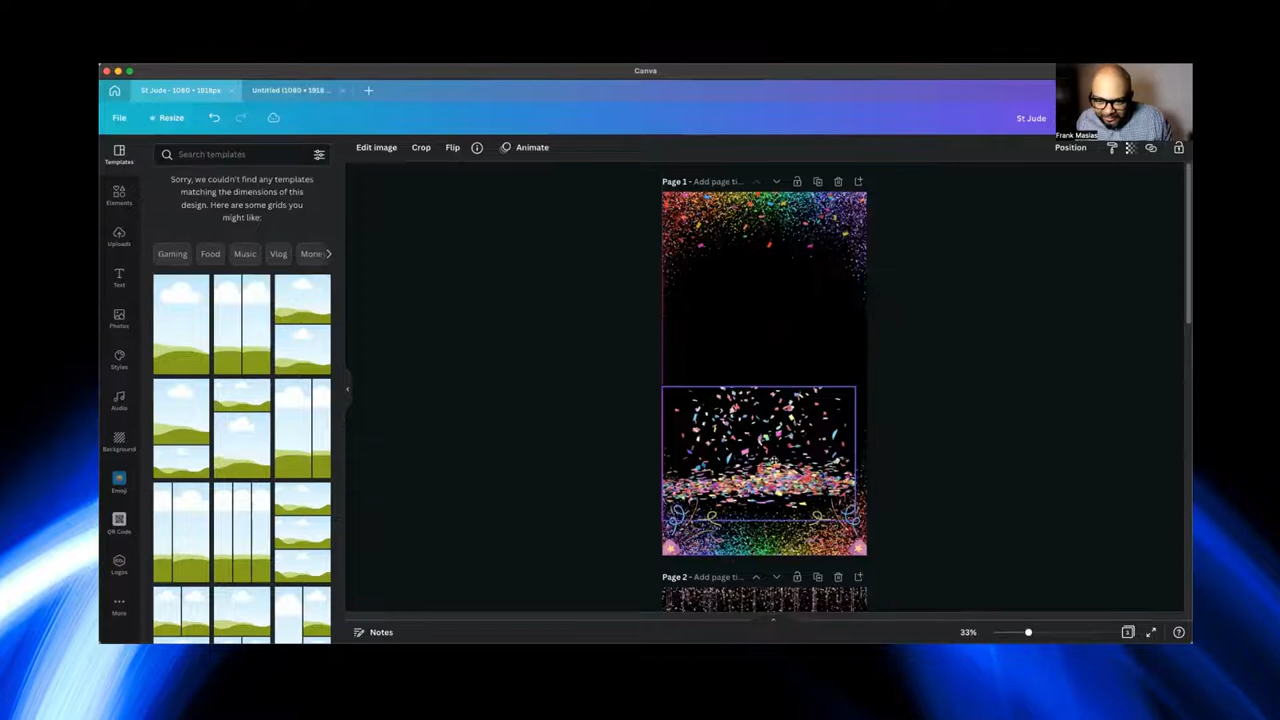 Canva
St Jude - 1080 × 1918px
Untitled (1080 × 1918 ...
File
Resize
St Jude
Frank Masias
Templates
Search templates
Edit image
Crop
Flip
Animate
Position
Sorry, we couldn't find any templates
matching the dimensions of this
design. Here are some grids you
might like:
Page 1 - Add page ti...
Elements
Uploads
Gaming
Food
Music
Vlog
Mone
Text
Photos
Styles
Audio
Background
Emoji
QR Code
Logos
More
Page 2 - Add page ti...
Notes
33%